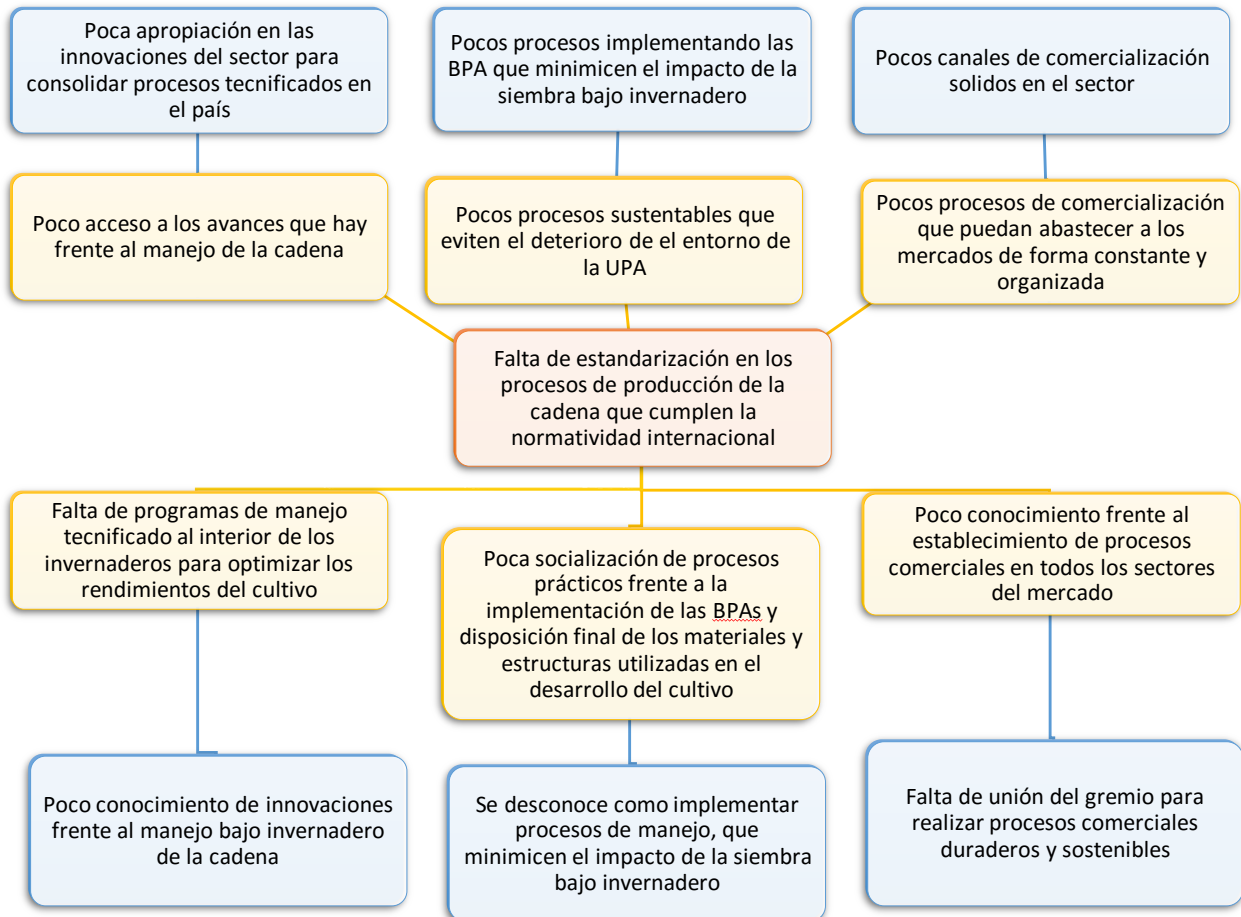 Poca apropiación en las
innovaciones del sector para
consolidar procesos tecnificados en
el país
Pocos procesos implementando las
BPA que minimicen el impacto de la
siembra bajo invernadero
Pocos canales de comercialización
solidos en el sector
Poco acceso a los avances que hay
frente al manejo de la cadena
Pocos procesos sustentables que
eviten el deterioro de el entorno de
la UPA
Pocos procesos de comercialización
que puedan abastecer a los
mercados de forma constante y
organizada
Falta de estandarización en los
procesos de producción de la
cadena que cumplen la
normatividad internacional
Falta de programas de manejo
tecnificado al interior de los
invernaderos para optimizar los
rendimientos del cultivo
Poca socialización de procesos
prácticos frente a la
implementación de las BPAs y
disposición final de los materiales y
estructuras utilizadas en el
desarrollo del cultivo
Poco conocimiento frente al
establecimiento de procesos
comerciales en todos los sectores
del mercado
Poco conocimiento de innovaciones
frente al manejo bajo invernadero
de la cadena
Se desconoce como implementar
procesos de manejo, que
minimicen el impacto de la siembra
bajo invernadero
Falta de unión del gremio para
realizar procesos comerciales
duraderos y sostenibles